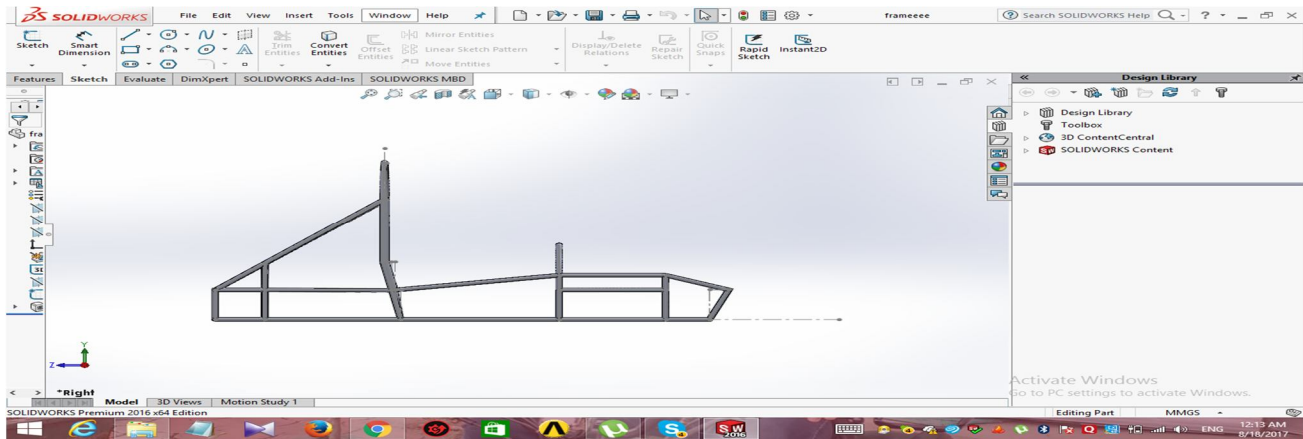 SOLIDWORKS File Edit View Insert Tools Window Help frameeee Search SOLIDWORKS Help ?
Sketch Smart Dimension Trim Entities Convert Entities Offset Entities Mirror Entities Linear Sketch Pattern Move Entities Display/Delete Relations Repair Sketch Quick Snaps Rapid Sketch Instant2D
Features Sketch Evaluate DimXpert SOLIDWORKS Add-Ins SOLIDWORKS MBD
Design Library
Design Library
Toolbox
3D ContentCentral
SOLIDWORKS Content
fra
Y
Z
*Right
Activate Windows
Go to PC settings to activate Windows.
Model 3D Views Motion Study 1
SOLIDWORKS Premium 2016 x64 Edition Editing Part MMGS
SW 2016 ENG 12:13 AM
8/18/2017